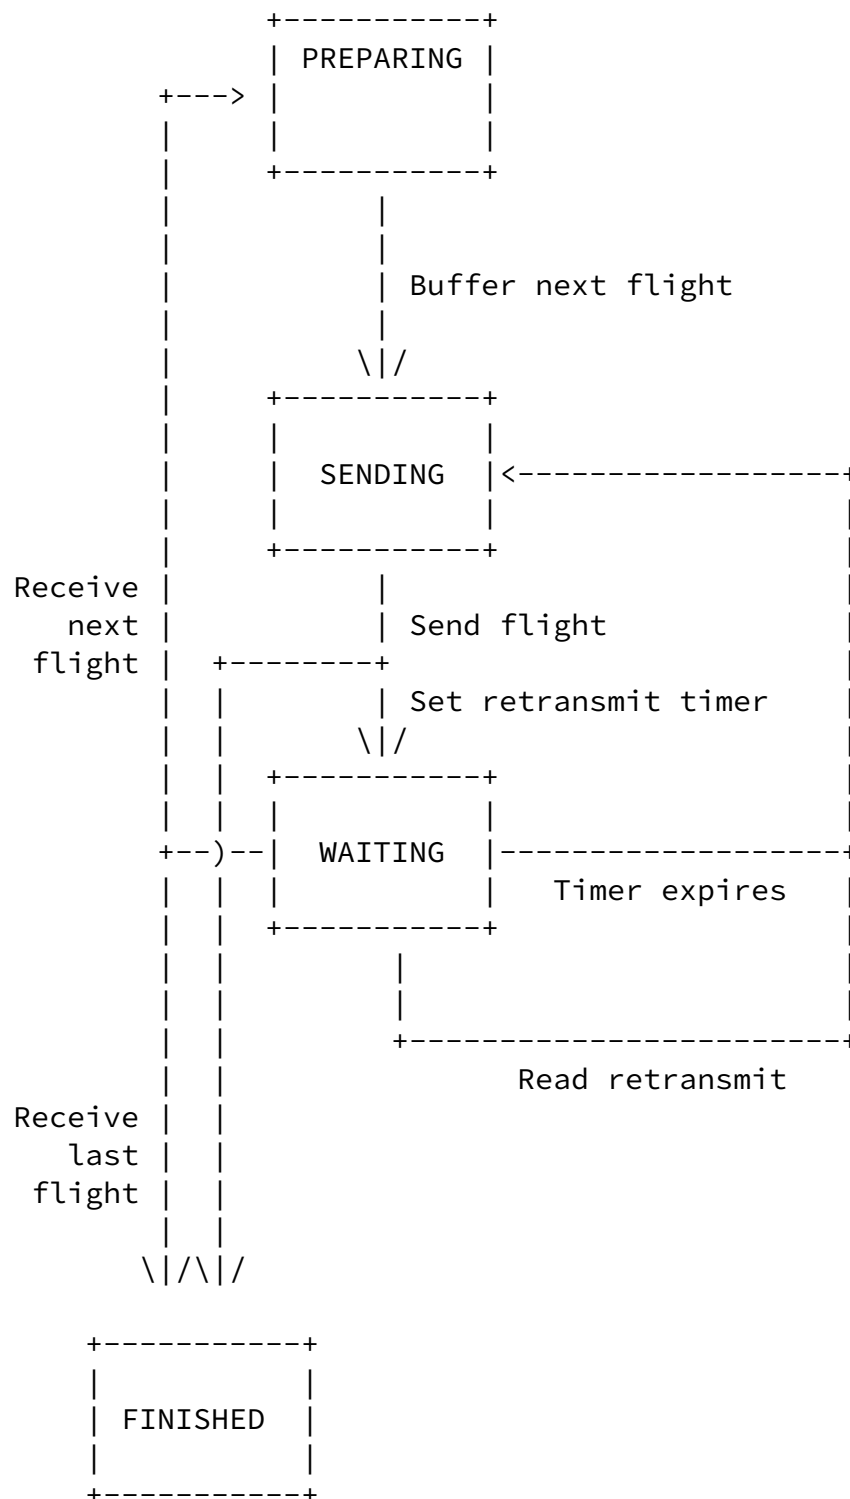 PREPARING
Buffer next flight
SENDING
Receive
next
flight
Send flight
Set retransmit timer
WAITING
Timer expires
Read retransmit
Receive
last
flight
FINISHED